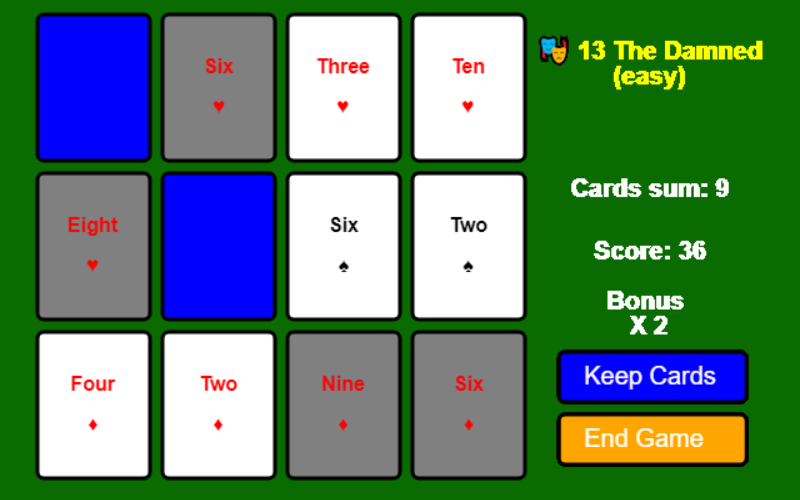 13 The Damned
(easy)
Six
♥
Three
♥
Ten
♥
Eight
♥
Six
♠
Two
♠
Four
♦
Two
♦
Nine
♦
Six
♦
Cards sum: 9
Score: 36
Bonus
X 2
Keep Cards
End Game